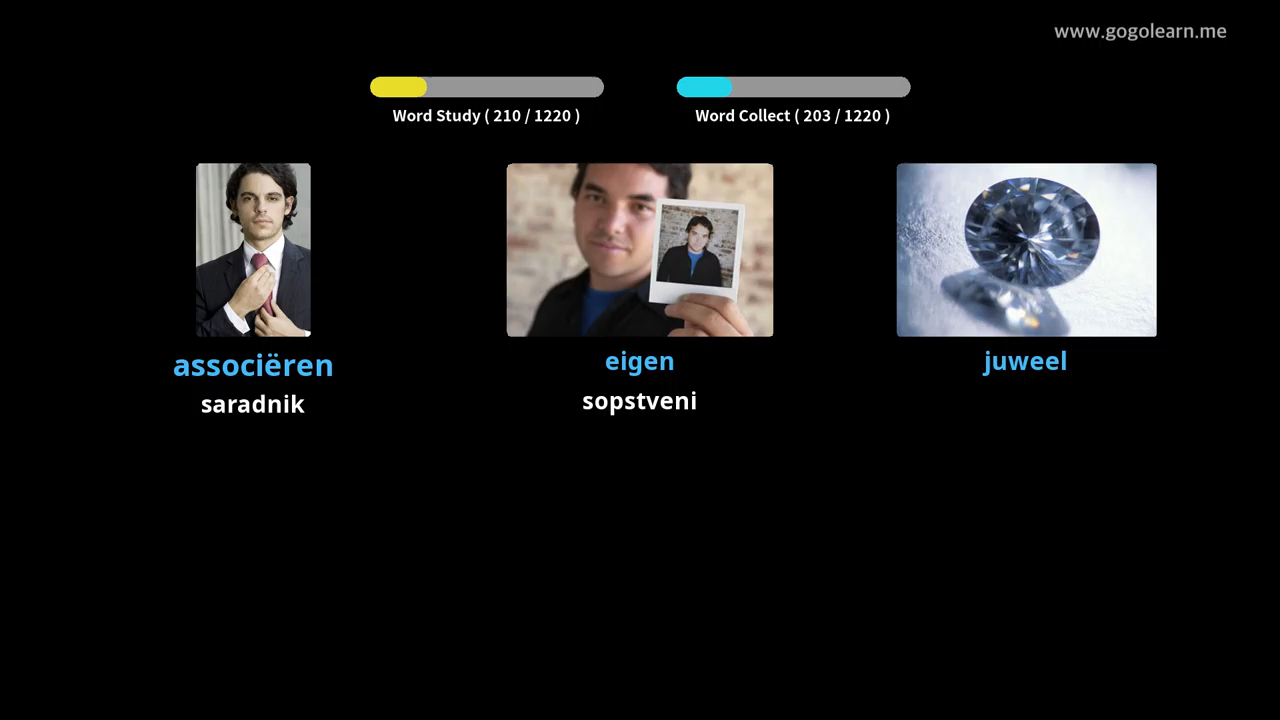 www.gogolearn.me
Word Study ( 210 / 1220 )
Word Collect ( 203 / 1220 )
associëren
eigen
juweel
saradnik
sopstveni